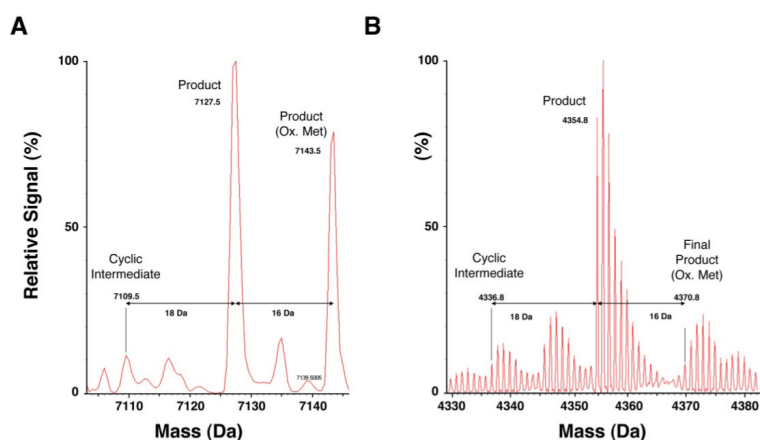 A
B
Relative Signal (%)
100
50
0
Product
7127.5
Product
(Ox. Met)
7143.5
Cyclic
Intermediate
7109.5
18 Da
16 Da
7139.5005
7110
7120
7130
7140
Mass (Da)
(%)
100
50
0
Product
4354.8
Cyclic
Intermediate
4336.8
Final
Product
(Ox. Met)
4370.8
18 Da
16 Da
4330
4340
4350
4360
4370
4380
Mass (Da)